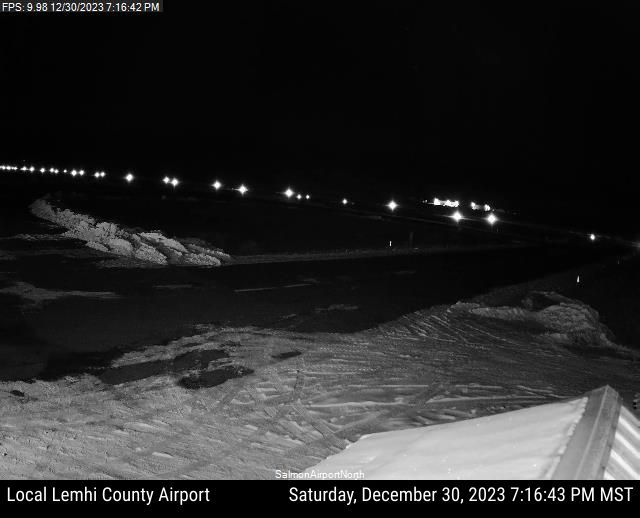 FPS: 9.98 12/30/2023 7:16:42 PM
SalmonAirportNorth
Local Lemhi County Airport
Saturday, December 30, 2023 7:16:43 PM MST